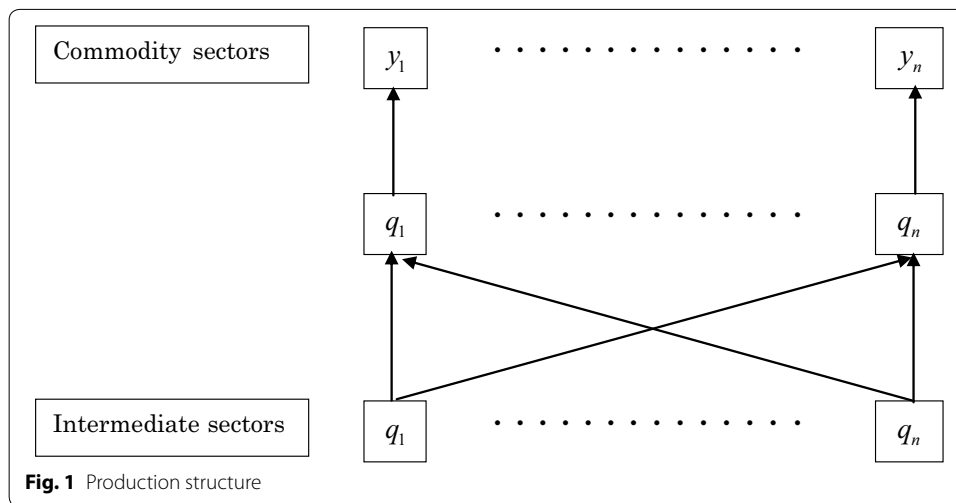 Commodity sectors y₁ . . . . . . . . . . . . . . . yₙ
q₁ . . . . . . . . . . . . . . . qₙ
Intermediate sectors q₁ . . . . . . . . . . . . . . . qₙ
Fig. 1 Production structure